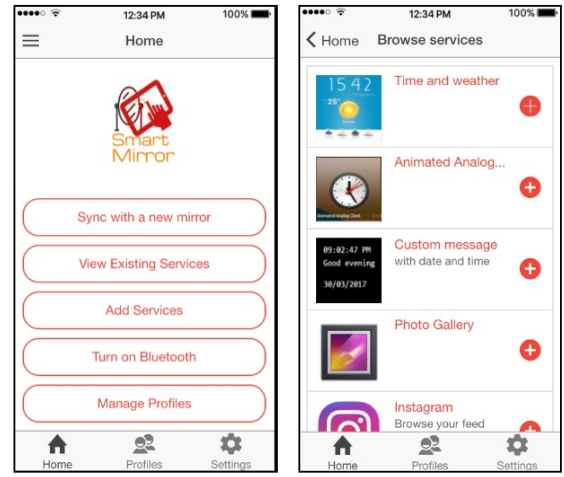 12:34 PM
100%
Home
Smart
Mirror
Sync with a new mirror
View Existing Services
Add Services
Turn on Bluetooth
Manage Profiles
Home
Profiles
Settings
12:34 PM
100%
Home
Browse services
15 42
25°
Time and weather
Animated Analog Clock
Animated Analog...
09:02:47 PM
Good evening
30/03/2017
Custom message
with date and time
Photo Gallery
Instagram
Browse your feed
Home
Profiles
Settings